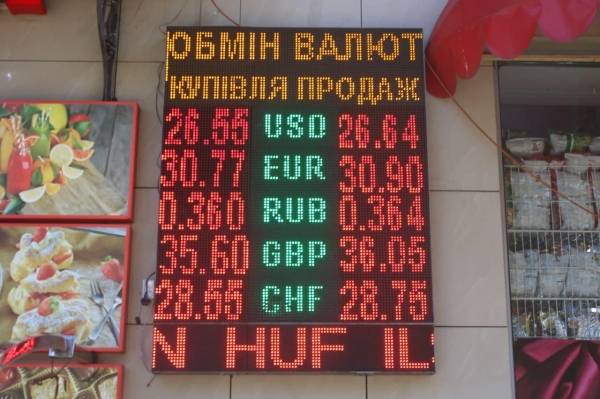 ОБМІН ВАЛЮТ
КУПІВЛЯ ПРОДАЖ
26.55 USD 26.64
30.77 EUR 30.90
0.360 RUB 0.364
35.60 GBP 36.05
28.55 CHF 28.75
N HUF ILS